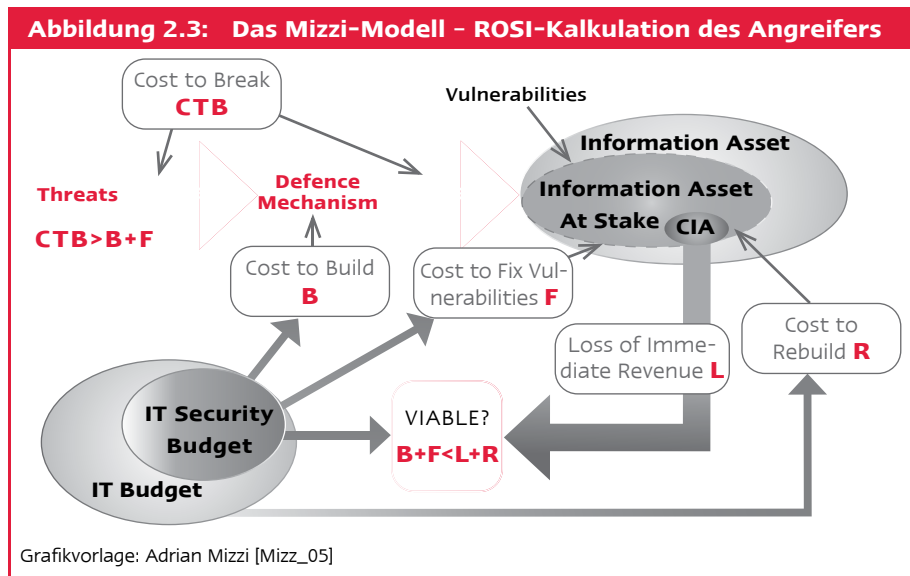 Abbildung 2.3: Das Mizzi-Modell – ROSI-Kalkulation des Angreifers
Cost to Break
CTB
Vulnerabilities
Information Asset
Threats
Defence
Mechanism
Information Asset
At Stake
CIA
CTB>B+F
Cost to Build
B
Cost to Fix Vul-
nerabilities F
Loss of Imme-
diate Revenue L
Cost to
Rebuild R
IT Security
Budget
VIABLE?
B+F<L+R
IT Budget
Grafikvorlage: Adrian Mizzi [Mizz_05]